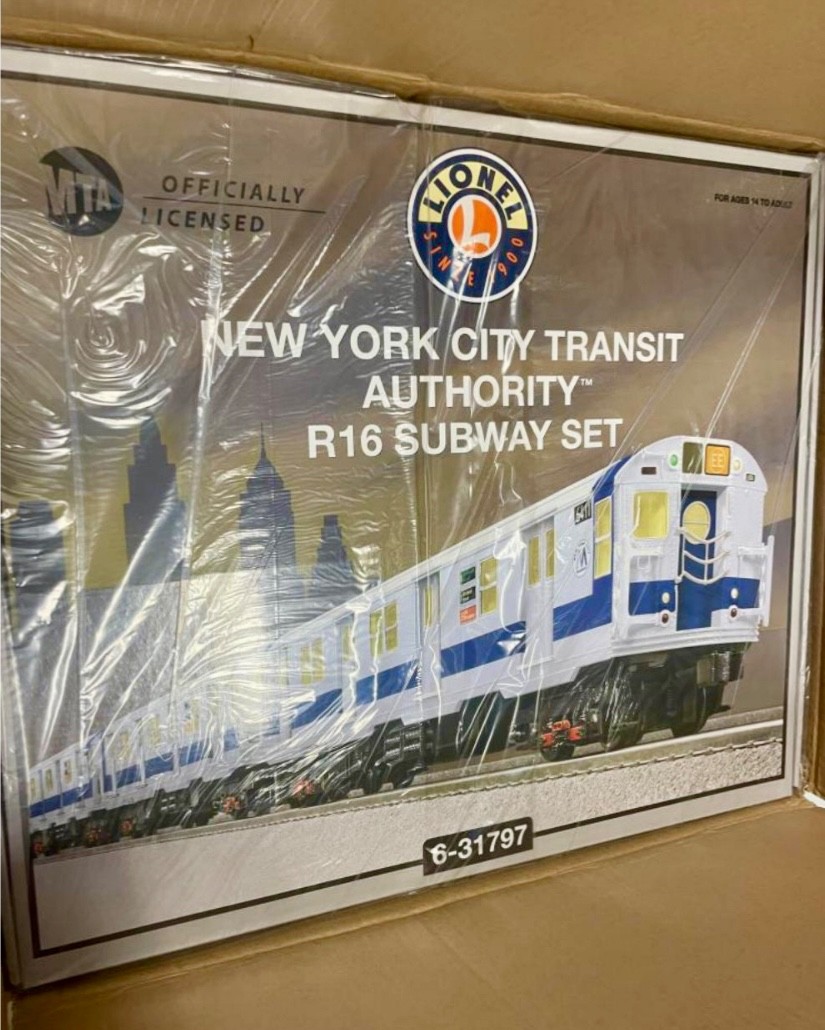 MTA
OFFICIALLY
LICENSED
LIONEL
L
SINCE 1900
FOR AGES 14 TO ADULT
NEW YORK CITY TRANSIT
AUTHORITY™
R16 SUBWAY SET
EE
6-31797